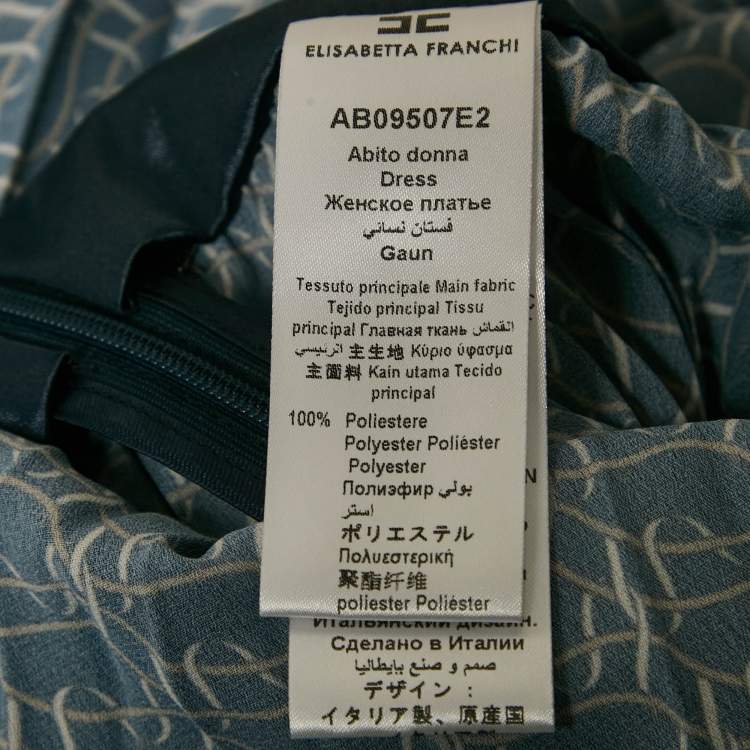 ELISABETTA FRANCHI
AB09507E2
Abito donna
Dress
Женское платье
فستان نسائي
Gaun
Tessuto principale Main fabric
Tejido principal Tissu
principal Главная ткань القماش
الرئيسي 主生地 Κύριο ύφασμα
主面料 Kain utama Tecido
principal
100% Poliestere
Polyester Poliéster
Polyester
Полиэфир بولي
استر
ポリエステル
Πολυεστερική
聚酯纤维
poliester Poliéster
Итальянский дизайн.
Сделано в Италии
صمم و صنع بإيطاليا
デザイン :
イタリア製、原産国